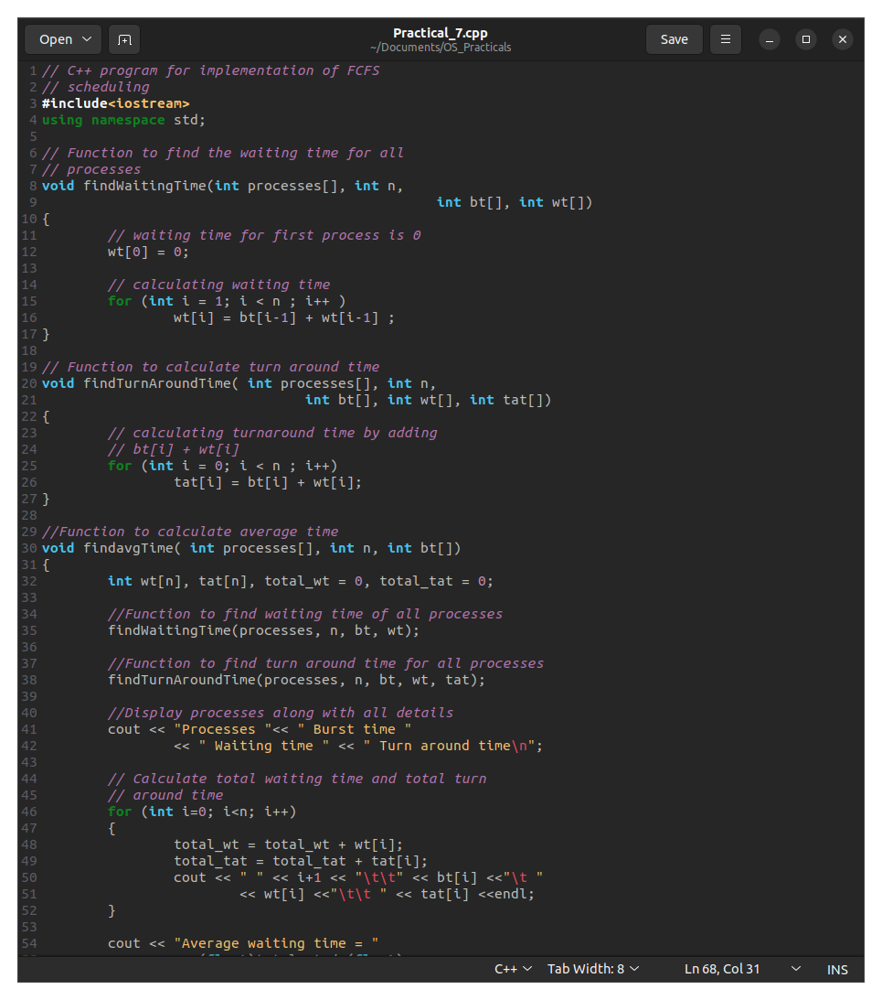 Open
Practical_7.cpp
~/Documents/OS_Practicals
Save
1 // C++ program for implementation of FCFS
2 // scheduling
3 #include<iostream>
4 using namespace std;
5
6 // Function to find the waiting time for all
7 // processes
8 void findWaitingTime(int processes[], int n,
9 int bt[], int wt[])
10 {
11 // waiting time for first process is 0
12 wt[0] = 0;
13
14 // calculating waiting time
15 for (int i = 1; i < n ; i++ )
16 wt[i] = bt[i-1] + wt[i-1] ;
17 }
18
19 // Function to calculate turn around time
20 void findTurnAroundTime( int processes[], int n,
21 int bt[], int wt[], int tat[])
22 {
23 // calculating turnaround time by adding
24 // bt[i] + wt[i]
25 for (int i = 0; i < n ; i++)
26 tat[i] = bt[i] + wt[i];
27 }
28
29 //Function to calculate average time
30 void findavgTime( int processes[], int n, int bt[])
31 {
32 int wt[n], tat[n], total_wt = 0, total_tat = 0;
33
34 //Function to find waiting time of all processes
35 findWaitingTime(processes, n, bt, wt);
36
37 //Function to find turn around time for all processes
38 findTurnAroundTime(processes, n, bt, wt, tat);
39
40 //Display processes along with all details
41 cout << "Processes "<< " Burst time "
42 << " Waiting time " << " Turn around time\n";
43
44 // Calculate total waiting time and total turn
45 // around time
46 for (int i=0; i<n; i++)
47 {
48 total_wt = total_wt + wt[i];
49 total_tat = total_tat + tat[i];
50 cout << " " << i+1 << "\t\t" << bt[i] <<"\t "
51 << wt[i] <<"\t\t " << tat[i] <<endl;
52 }
53
54 cout << "Average waiting time = "
C++ Tab Width: 8 Ln 68, Col 31 INS